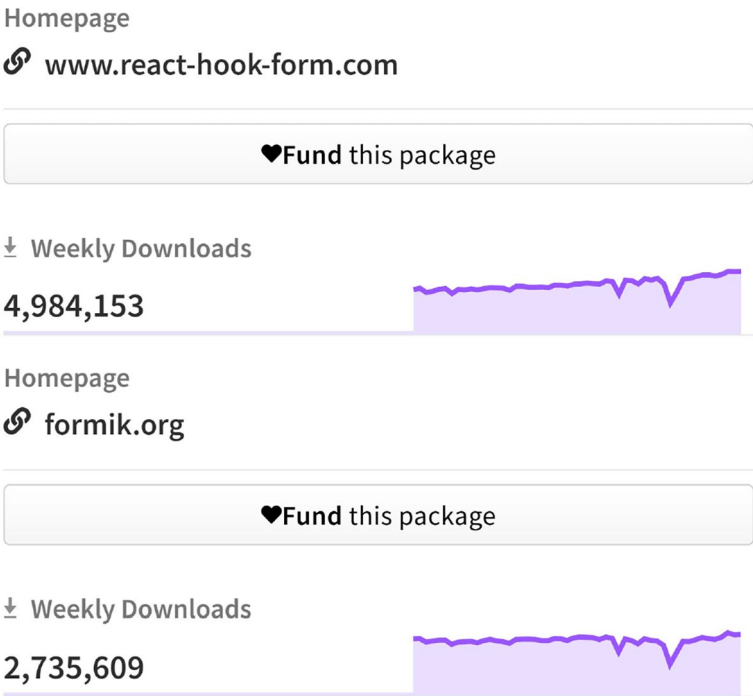 Homepage
www.react-hook-form.com
Fund this package
Weekly Downloads
4,984,153
Homepage
formik.org
Fund this package
Weekly Downloads
2,735,609